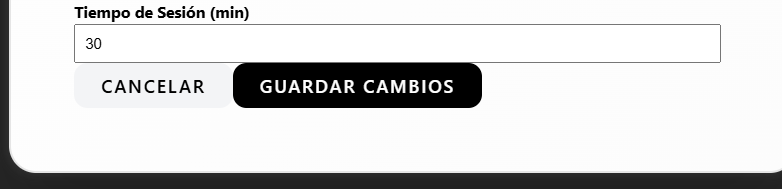 Tiempo de Sesión (min)
30
CANCELAR GUARDAR CAMBIOS